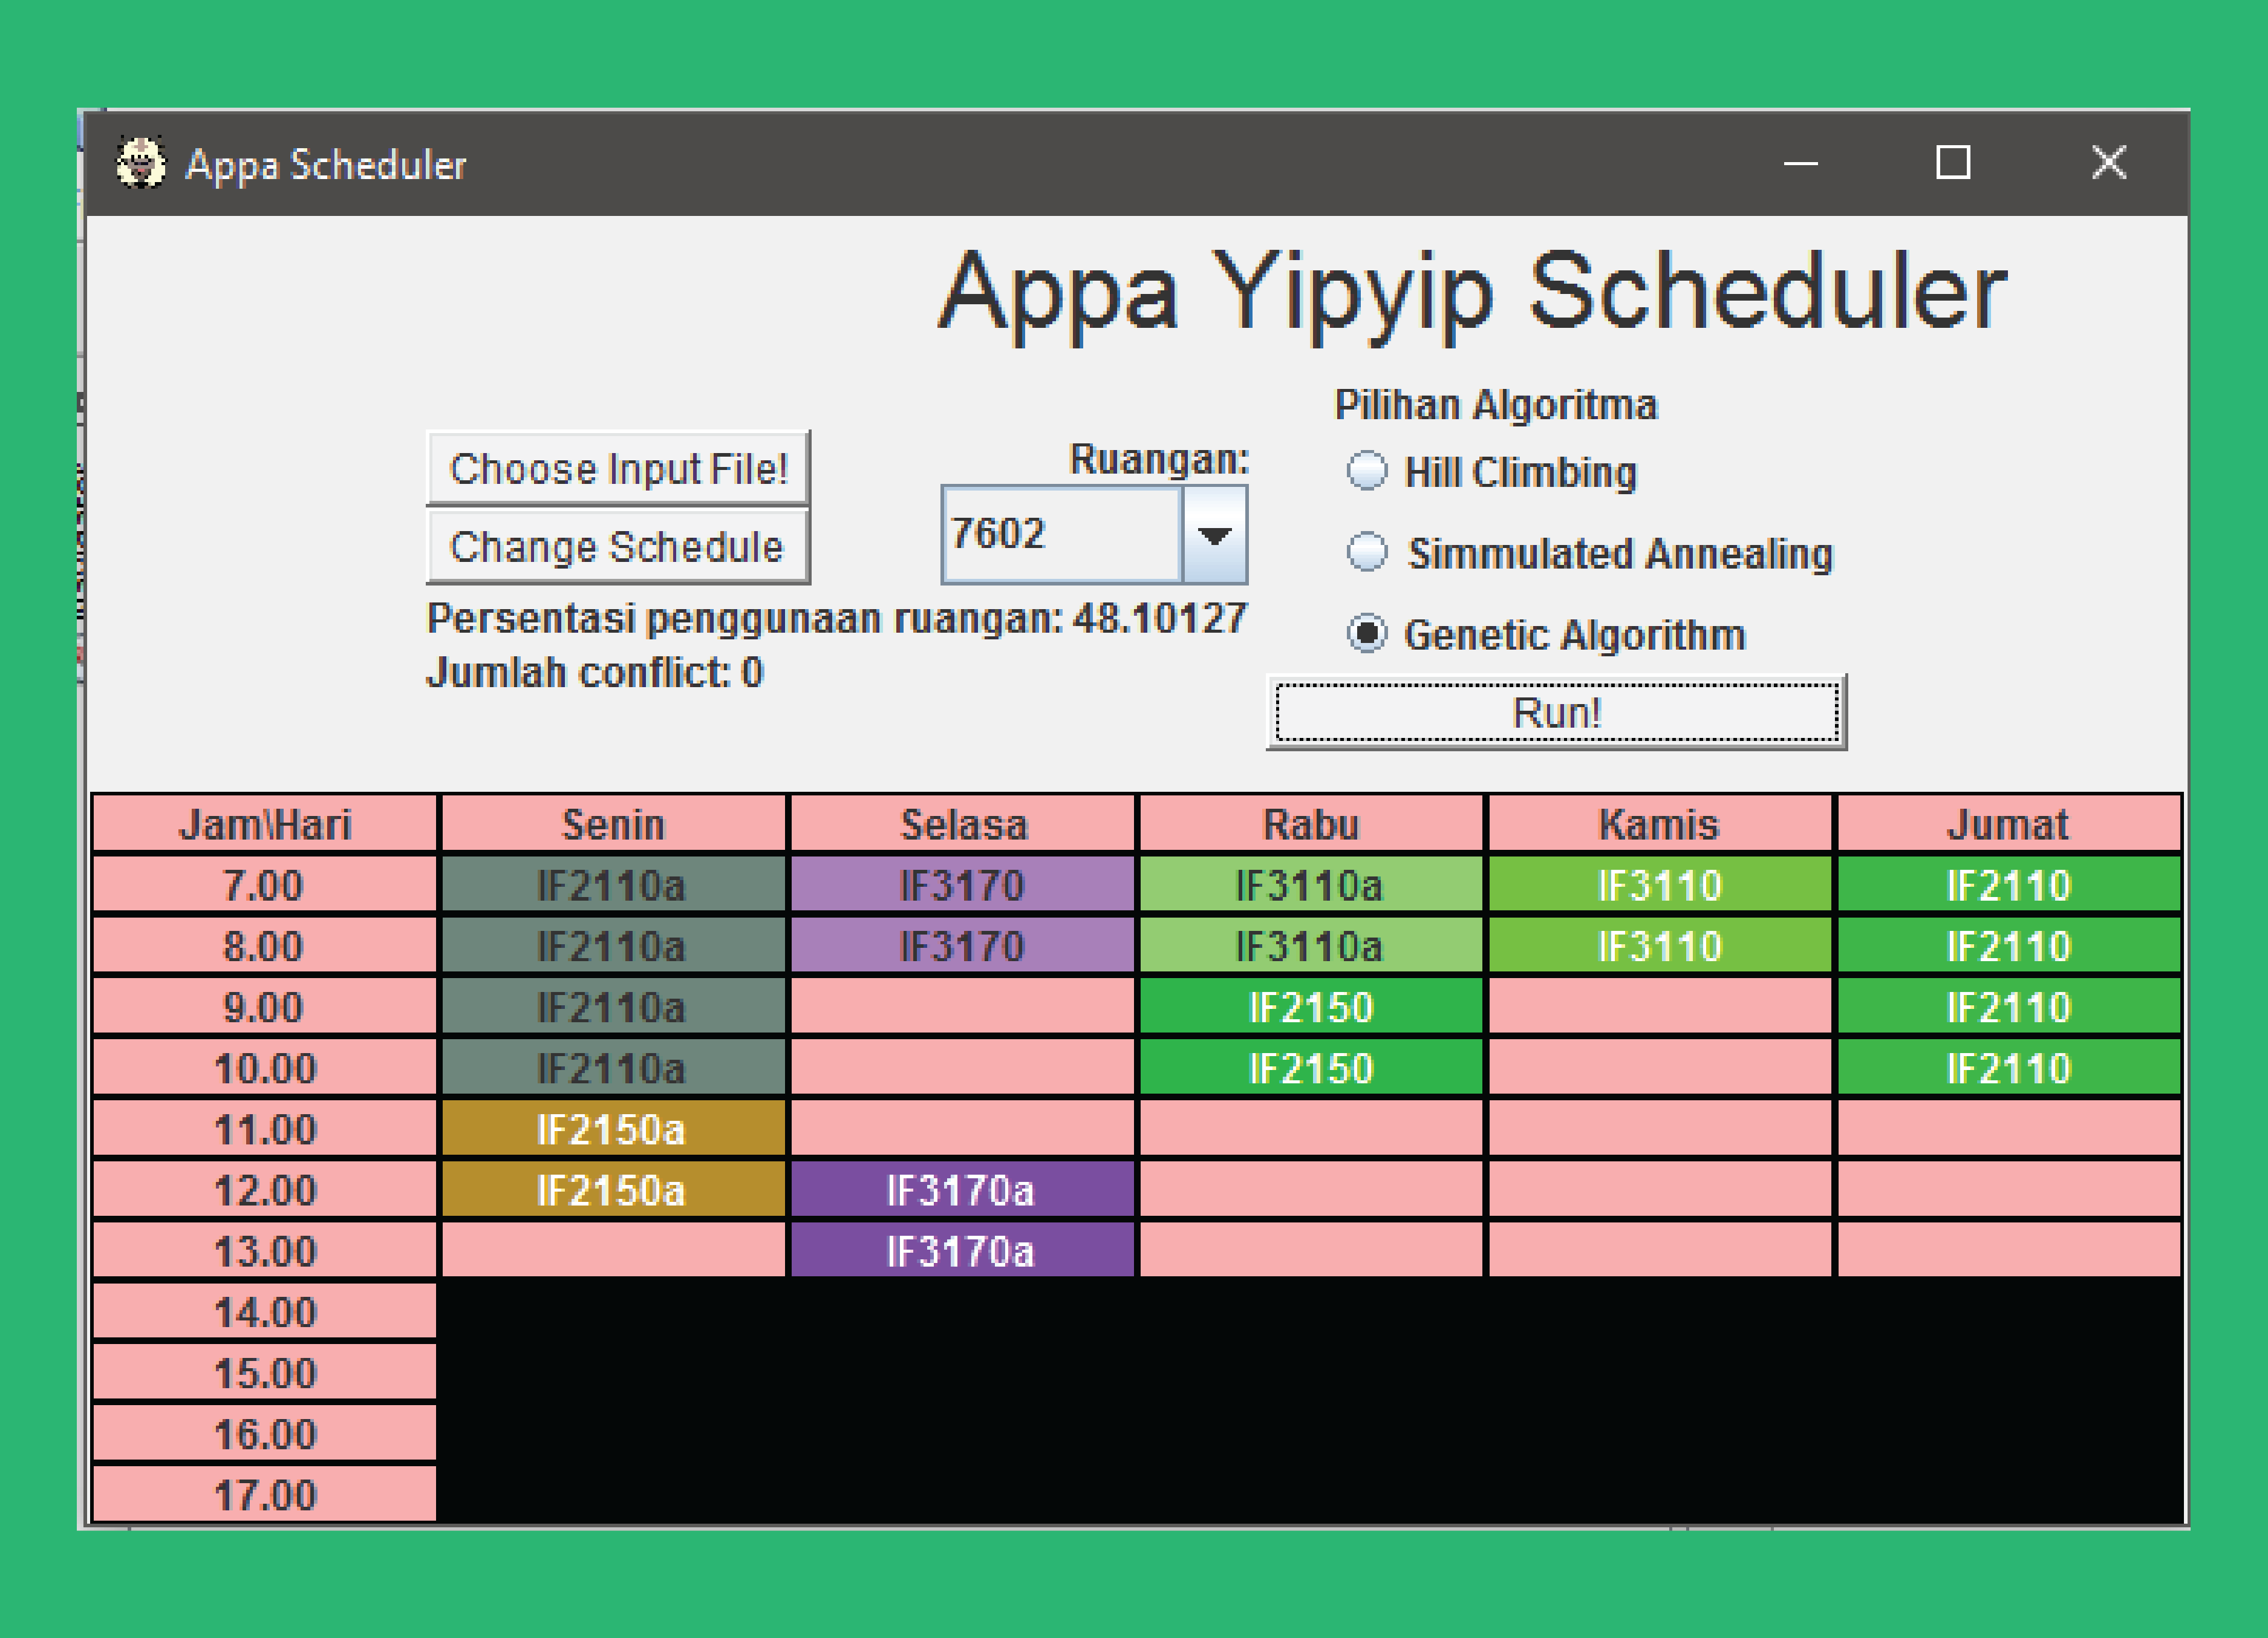 Appa Scheduler
Appa Yipyip Scheduler
Choose Input File!
Change Schedule
Ruangan:
7602
Persentasi penggunaan ruangan: 48.10127
Jumlah conflict: 0
Pilihan Algoritma
Hill Climbing
Simmulated Annealing
Genetic Algorithm
Run!
Jam\Hari Senin Selasa Rabu Kamis Jumat
7.00 IF2110a IF3170 IF3110a IF3110 IF2110
8.00 IF2110a IF3170 IF3110a IF3110 IF2110
9.00 IF2110a IF2150 IF2110
10.00 IF2110a IF2150 IF2110
11.00 IF2150a
12.00 IF2150a IF3170a
13.00 IF3170a
14.00
15.00
16.00
17.00